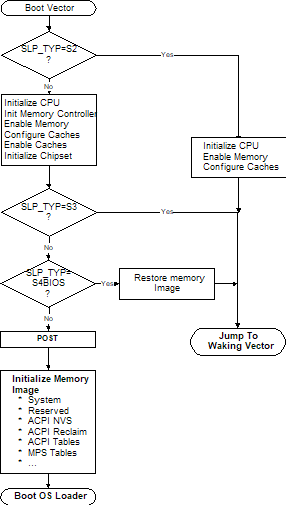 Boot Vector
SLP_TYP=S2
?
Yes
No
Initialize CPU
Init Memory Controller
Enable Memory
Configure Caches
Enable Caches
Initialize Chipset
Initialize CPU
Enable Memory
Configure Caches
SLP_TYP=S3
?
Yes
No
SLP_TYP=
S4BIOS
?
Yes
Restore memory
Image
No
POST
Jump To
Waking Vector
Initialize Memory
Image
* System
* Reserved
* ACPI NVS
* ACPI Reclaim
* ACPI Tables
* MPS Tables
* ...
Boot OS Loader